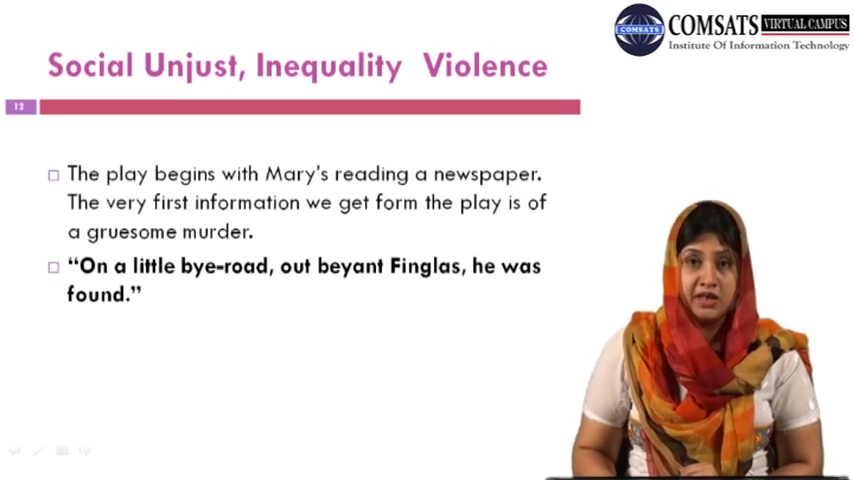 COMSATS VIRTUAL CAMPUS
COMSATS
Institute Of Information Technology
Social Unjust, Inequality Violence
12
The play begins with Mary's reading a newspaper.
The very first information we get form the play is of
a gruesome murder.
"On a little bye-road, out beyant Finglas, he was
found."